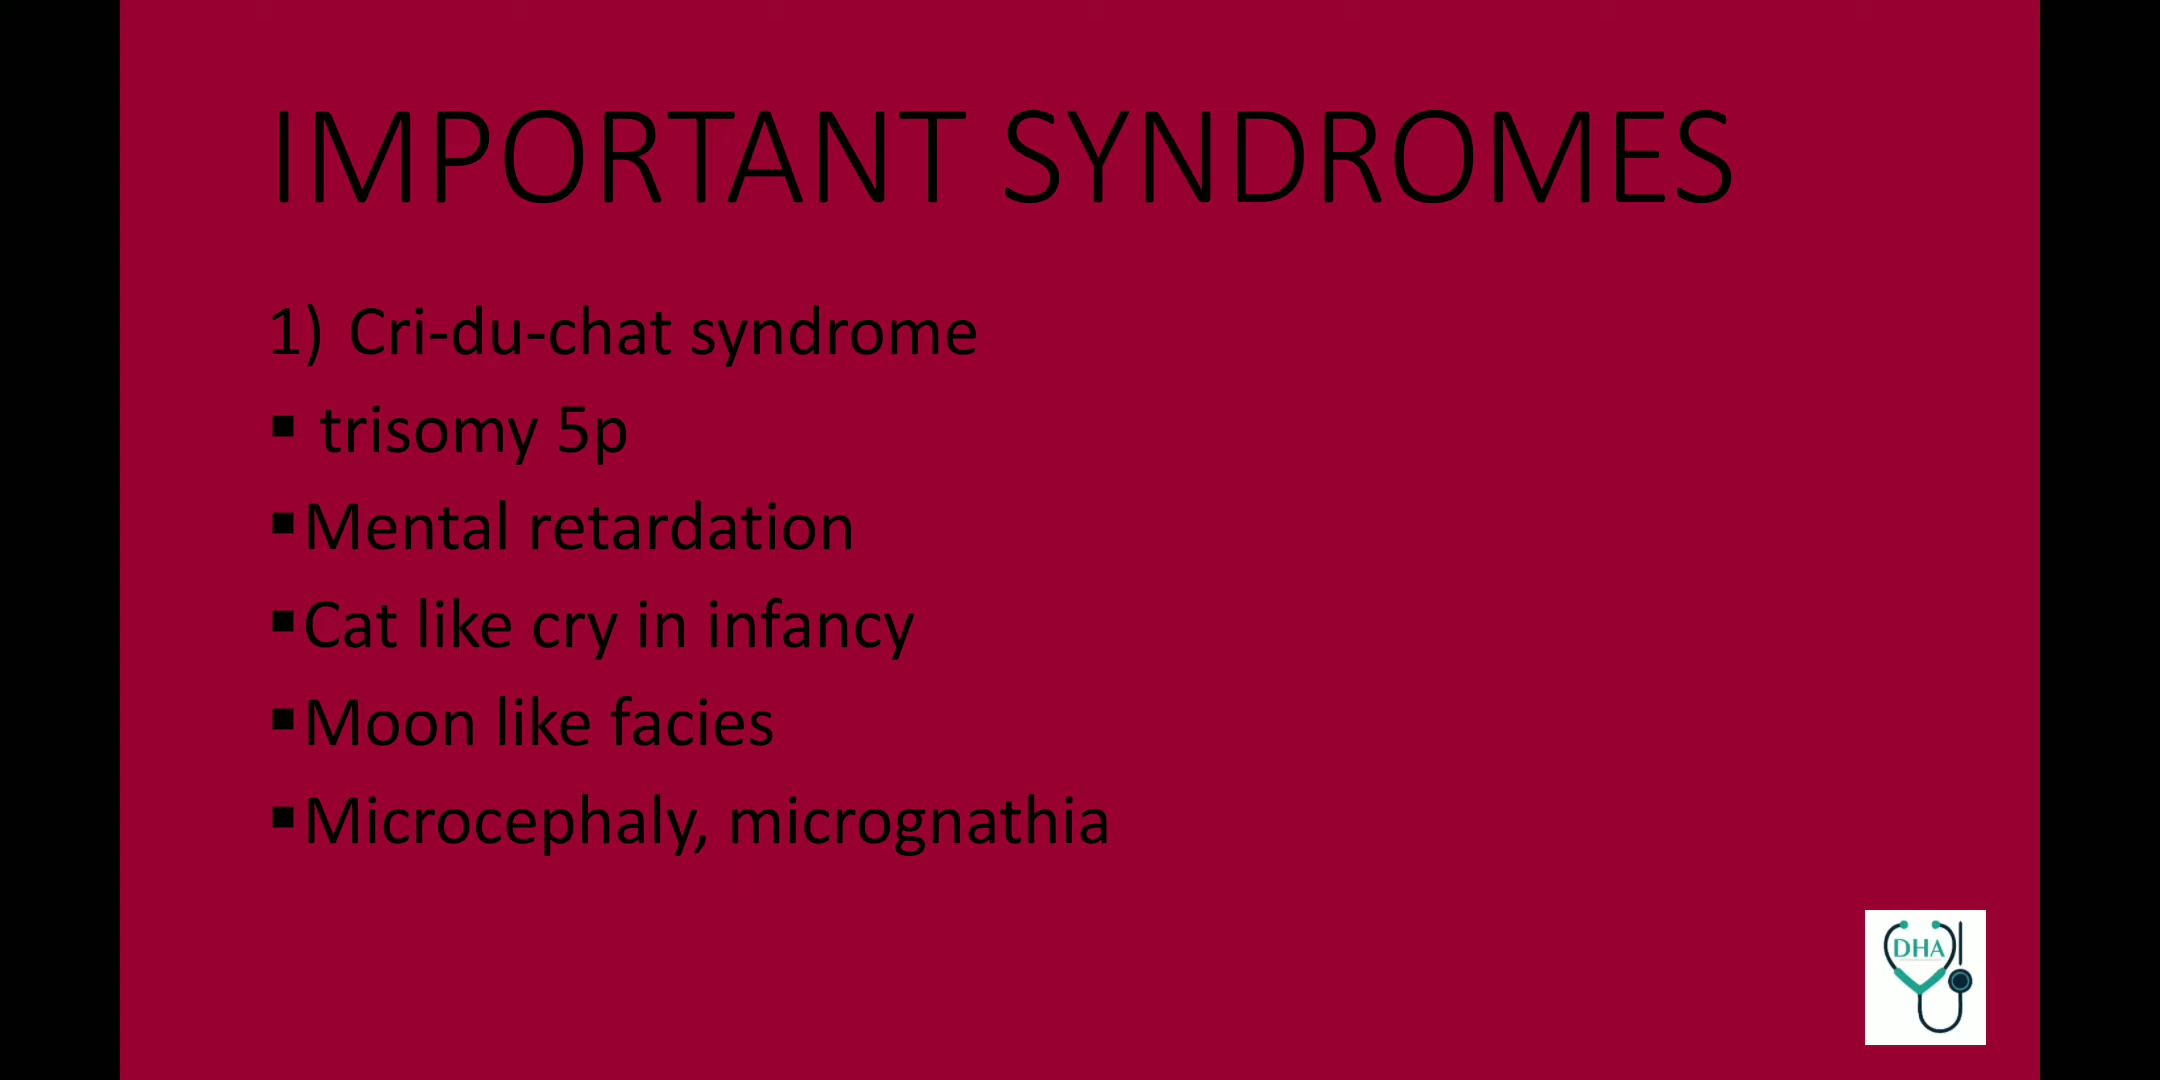 IMPORTANT SYNDROMES
1) Cri-du-chat syndrome
▪ trisomy 5p
▪Mental retardation
▪Cat like cry in infancy
▪Moon like facies
▪Microcephaly, micrognathia
DHA